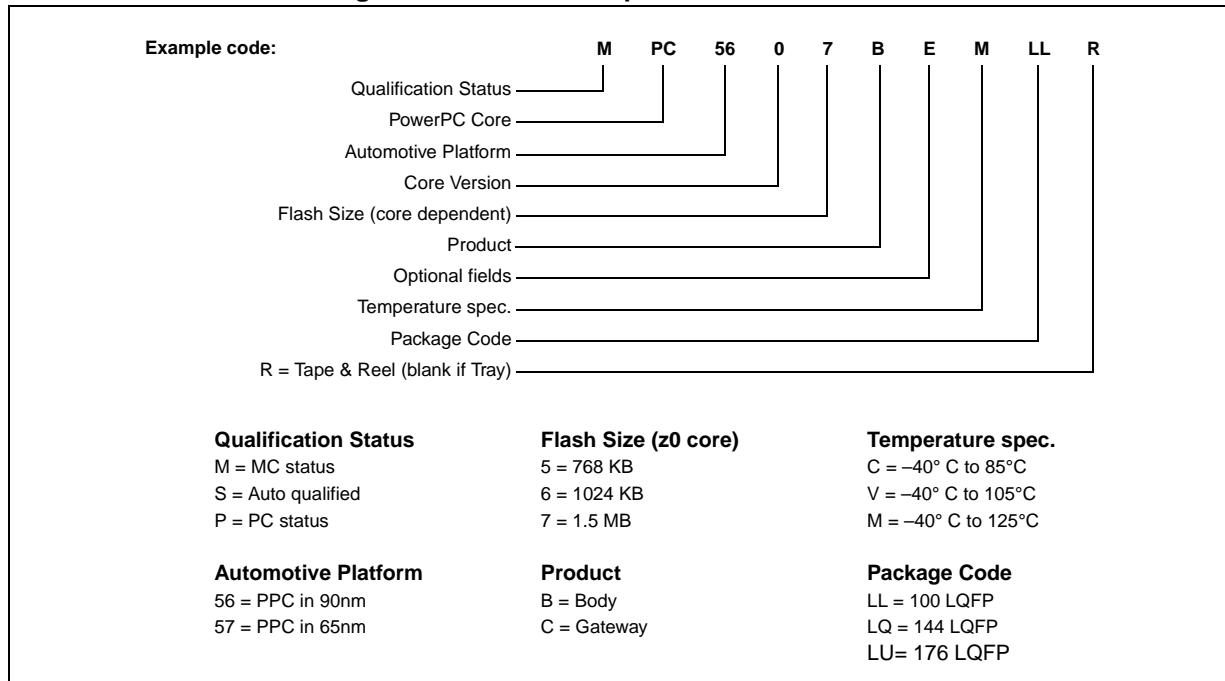 Example code: M PC 56 0 7 B E M LL R
Qualification Status
PowerPC Core
Automotive Platform
Core Version
Flash Size (core dependent)
Product
Optional fields
Temperature spec.
Package Code
R = Tape & Reel (blank if Tray)
Qualification Status
M = MC status
S = Auto qualified
P = PC status
Flash Size (z0 core)
5 = 768 KB
6 = 1024 KB
7 = 1.5 MB
Temperature spec.
C = –40° C to 85°C
V = –40° C to 105°C
M = –40° C to 125°C
Automotive Platform
56 = PPC in 90nm
57 = PPC in 65nm
Product
B = Body
C = Gateway
Package Code
LL = 100 LQFP
LQ = 144 LQFP
LU= 176 LQFP